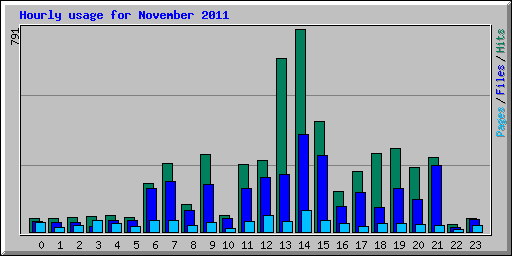 Hourly usage for November 2011
791
Pages/Files/Hits
0 1 2 3 4 5 6 7 8 9 10 11 12 13 14 15 16 17 18 19 20 21 22 23